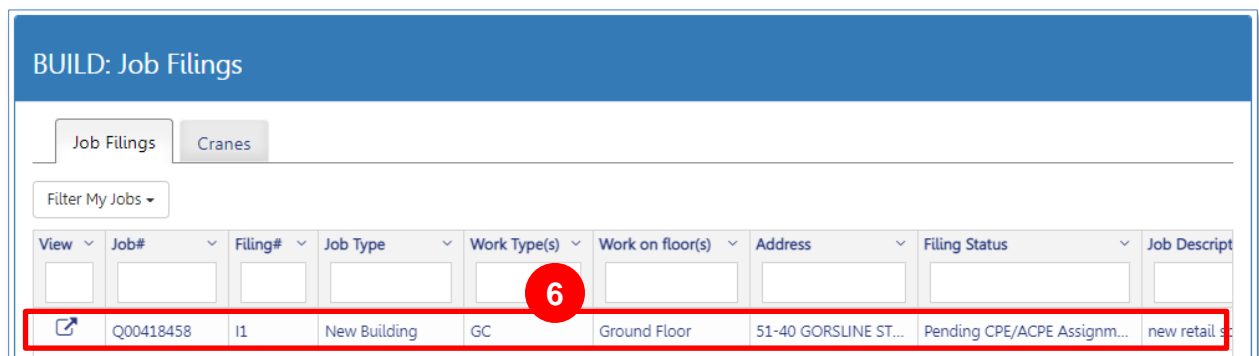 BUILD: Job Filings
Job Filings Cranes
Filter My Jobs
View Job# Filing# Job Type Work Type(s) Work on floor(s) Address Filing Status Job Descript
6
Q00418458 I1 New Building GC Ground Floor 51-40 GORSLINE ST... Pending CPE/ACPE Assignm... new retail